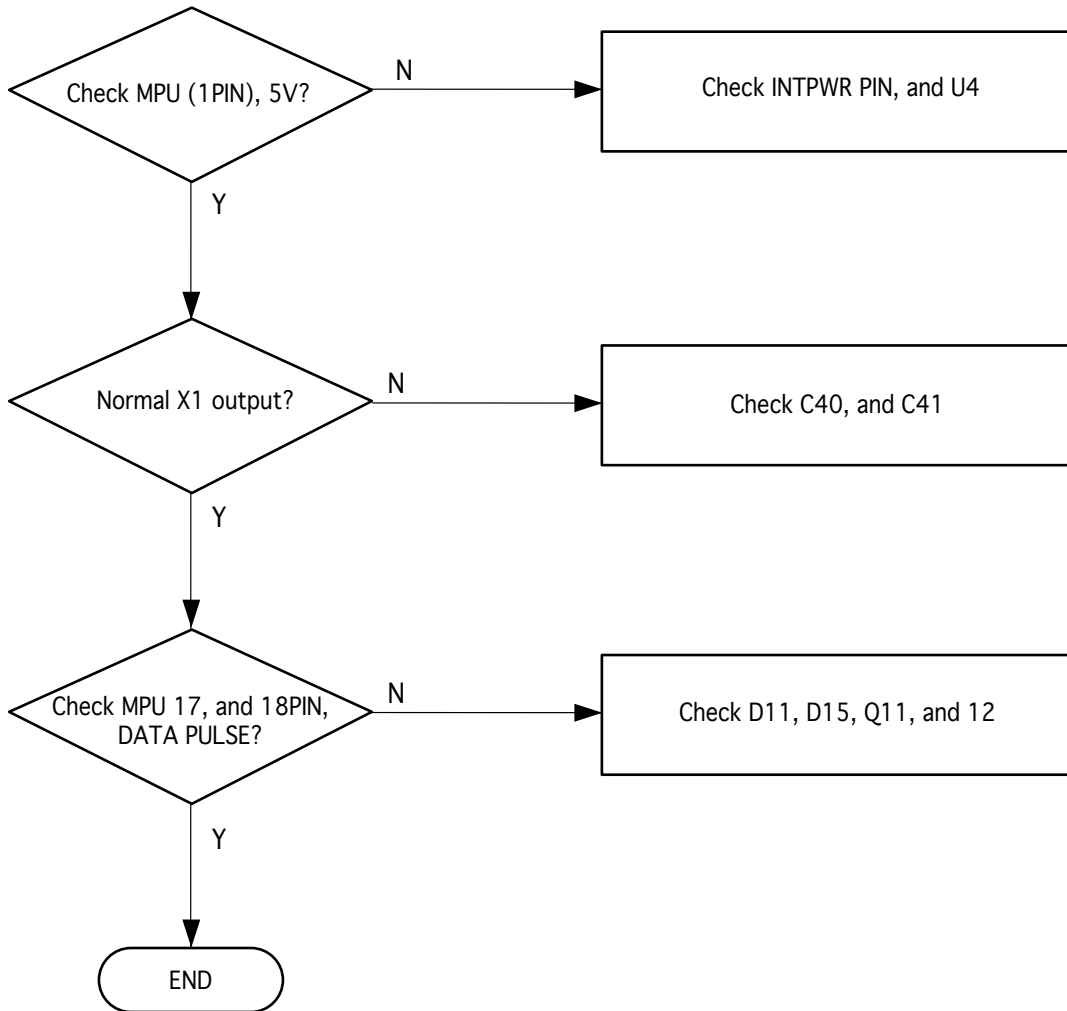 Check MPU (1PIN), 5V?
N
Check INTPWR PIN, and U4
Y
Normal X1 output?
N
Check C40, and C41
Y
Check MPU 17, and 18PIN,
DATA PULSE?
N
Check D11, D15, Q11, and 12
Y
END